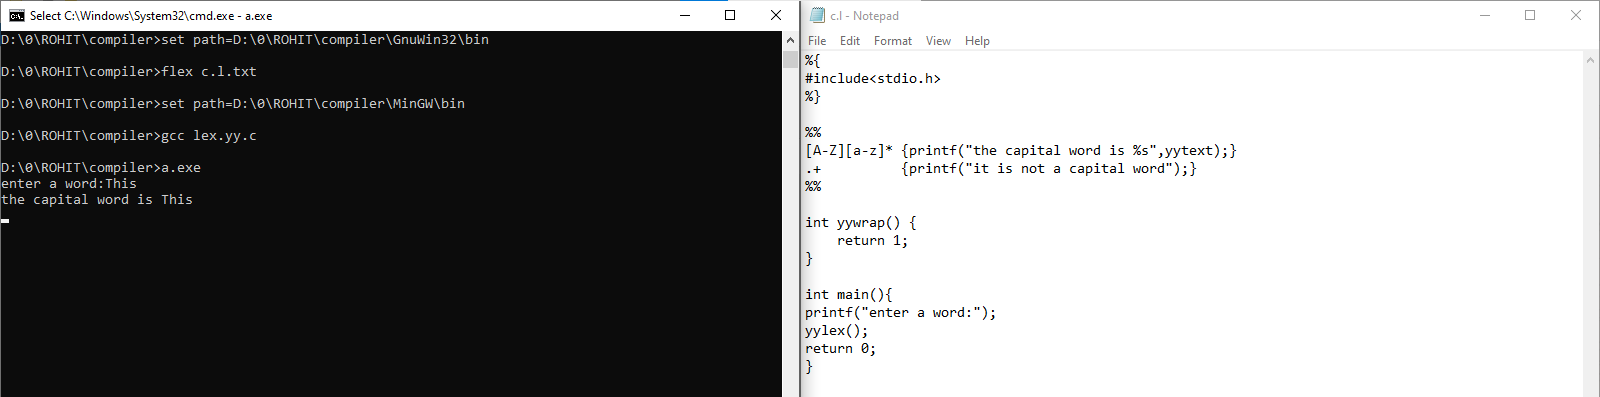 Select C:\Windows\System32\cmd.exe - a.exe
D:\0\ROHIT\compiler>set path=D:\0\ROHIT\compiler\GnuWin32\bin
D:\0\ROHIT\compiler>flex c.l.txt
D:\0\ROHIT\compiler>set path=D:\0\ROHIT\compiler\MinGW\bin
D:\0\ROHIT\compiler>gcc lex.yy.c
D:\0\ROHIT\compiler>a.exe
enter a word:This
the capital word is This
c.l - Notepad
File Edit Format View Help
%{
#include<stdio.h>
%}
%%
[A-Z][a-z]* {printf("the capital word is %s",yytext);}
.+          {printf("it is not a capital word");}
%%
int yywrap() {
    return 1;
}
int main(){
printf("enter a word:");
yylex();
return 0;
}